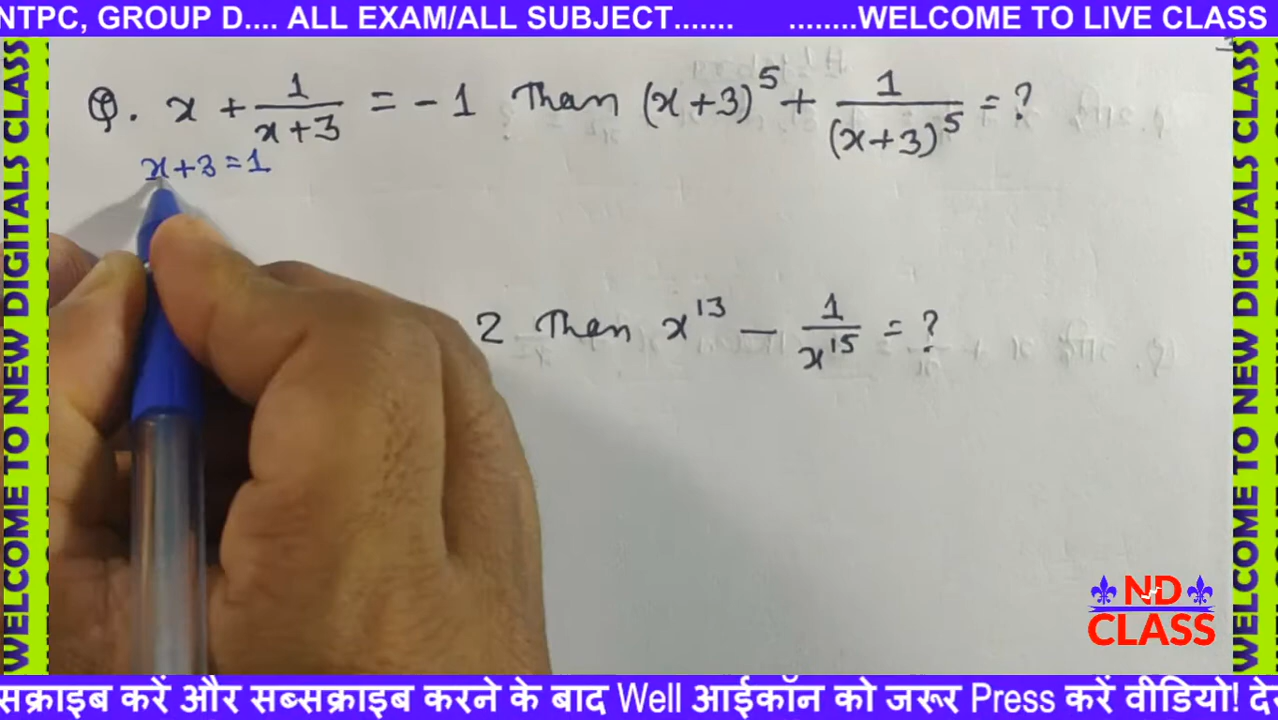 NTPC, GROUP D.... ALL EXAM/ALL SUBJECT....... ........WELCOME TO LIVE CLASS
WELCOME TO NEW DIGITALS CLASS
WELCOME TO NEW DIGITALS CLASS
Q. x + 1/(x+3) = -1 Than (x+3)^5 + 1/(x+3)^5 = ?
x+3=1
2 Than x^13 - 1/x^15 = ?
ND
CLASS
सक्राइब करें और सब्सक्राइब करने के बाद Well आईकॉन को जरूर Press करें वीडियो!